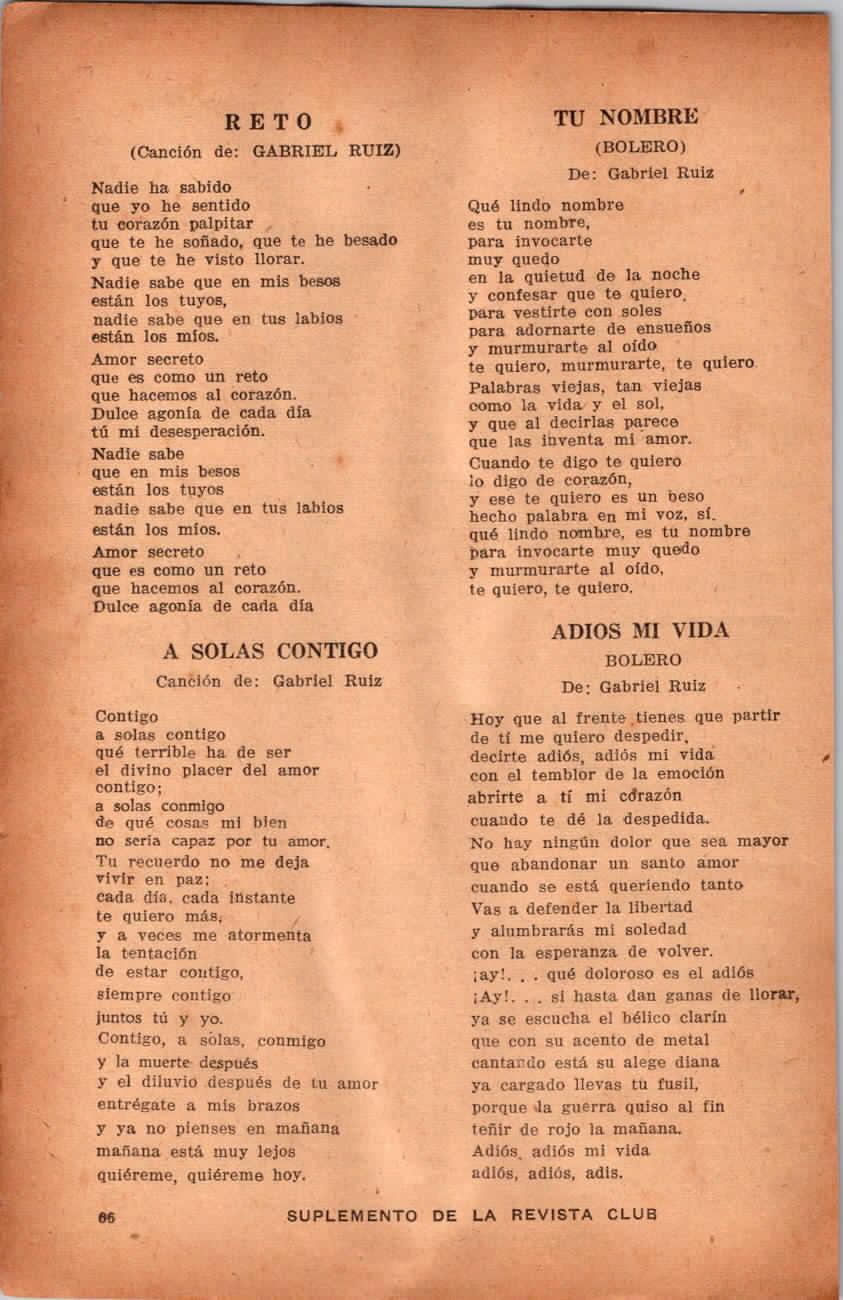 RETO
(Canción de: GABRIEL RUIZ)
Nadie ha sabido
que yo he sentido
tu corazón palpitar
que te he soñado, que te he besado
y que te he visto llorar.
Nadie sabe que en mis besos
están los tuyos,
nadie sabe que en tus labios
están los míos.
Amor secreto
que es como un reto
que hacemos al corazón.
Dulce agonía de cada día
tú mi desesperación.
Nadie sabe
que en mis besos
están los tuyos
nadie sabe que en tus labios
están los míos.
Amor secreto
que es como un reto
que hacemos al corazón.
Dulce agonía de cada día
A SOLAS CONTIGO
Canción de: Gabriel Ruiz
Contigo
a solas contigo
qué terrible ha de ser
el divino placer del amor
contigo;
a solas conmigo
de qué cosas mi bien
no sería capaz por tu amor.
Tu recuerdo no me deja
vivir en paz;
cada día, cada instante
te quiero más,
y a veces me atormenta
la tentación
de estar contigo,
siempre contigo
juntos tú y yo.
Contigo, a solas, conmigo
y la muerte después
y el diluvio después de tu amor
entrégate a mis brazos
y ya no pienses en mañana
mañana está muy lejos
quiéreme, quiéreme hoy.
TU NOMBRE
(BOLERO)
De: Gabriel Ruiz
Qué lindo nombre
es tu nombre,
para invocarte
muy quedo
en la quietud de la noche
y confesar que te quiero,
para vestirte con soles
para adornarte de ensueños
y murmurarte al oído
te quiero, murmurarte, te quiero.
Palabras viejas, tan viejas
como la vida y el sol,
y que al decirlas parece
que las inventa mi amor.
Cuando te digo te quiero
lo digo de corazón,
y ese te quiero es un beso
hecho palabra en mi voz, sí.
qué lindo nombre, es tu nombre
para invocarte muy quedo
y murmurarte al oído,
te quiero, te quiero.
ADIOS MI VIDA
BOLERO
De: Gabriel Ruiz
Hoy que al frente tienes que partir
de tí me quiero despedir,
decirte adiós, adiós mi vida
con el temblor de la emoción
abrirte a tí mi corazón
cuando te dé la despedida.
No hay ningún dolor que sea mayor
que abandonar un santo amor
cuando se está queriendo tanto
Vas a defender la libertad
y alumbrarás mi soledad
con la esperanza de volver.
¡ay!. . . qué doloroso es el adiós
¡Ay!. . . si hasta dan ganas de llorar,
ya se escucha el bélico clarín
que con su acento de metal
cantando está su alege diana
ya cargado llevas tu fusil,
porque la guerra quiso al fin
teñir de rojo la mañana.
Adiós, adiós mi vida
adiós, adiós, adis.
66 SUPLEMENTO DE LA REVISTA CLUB